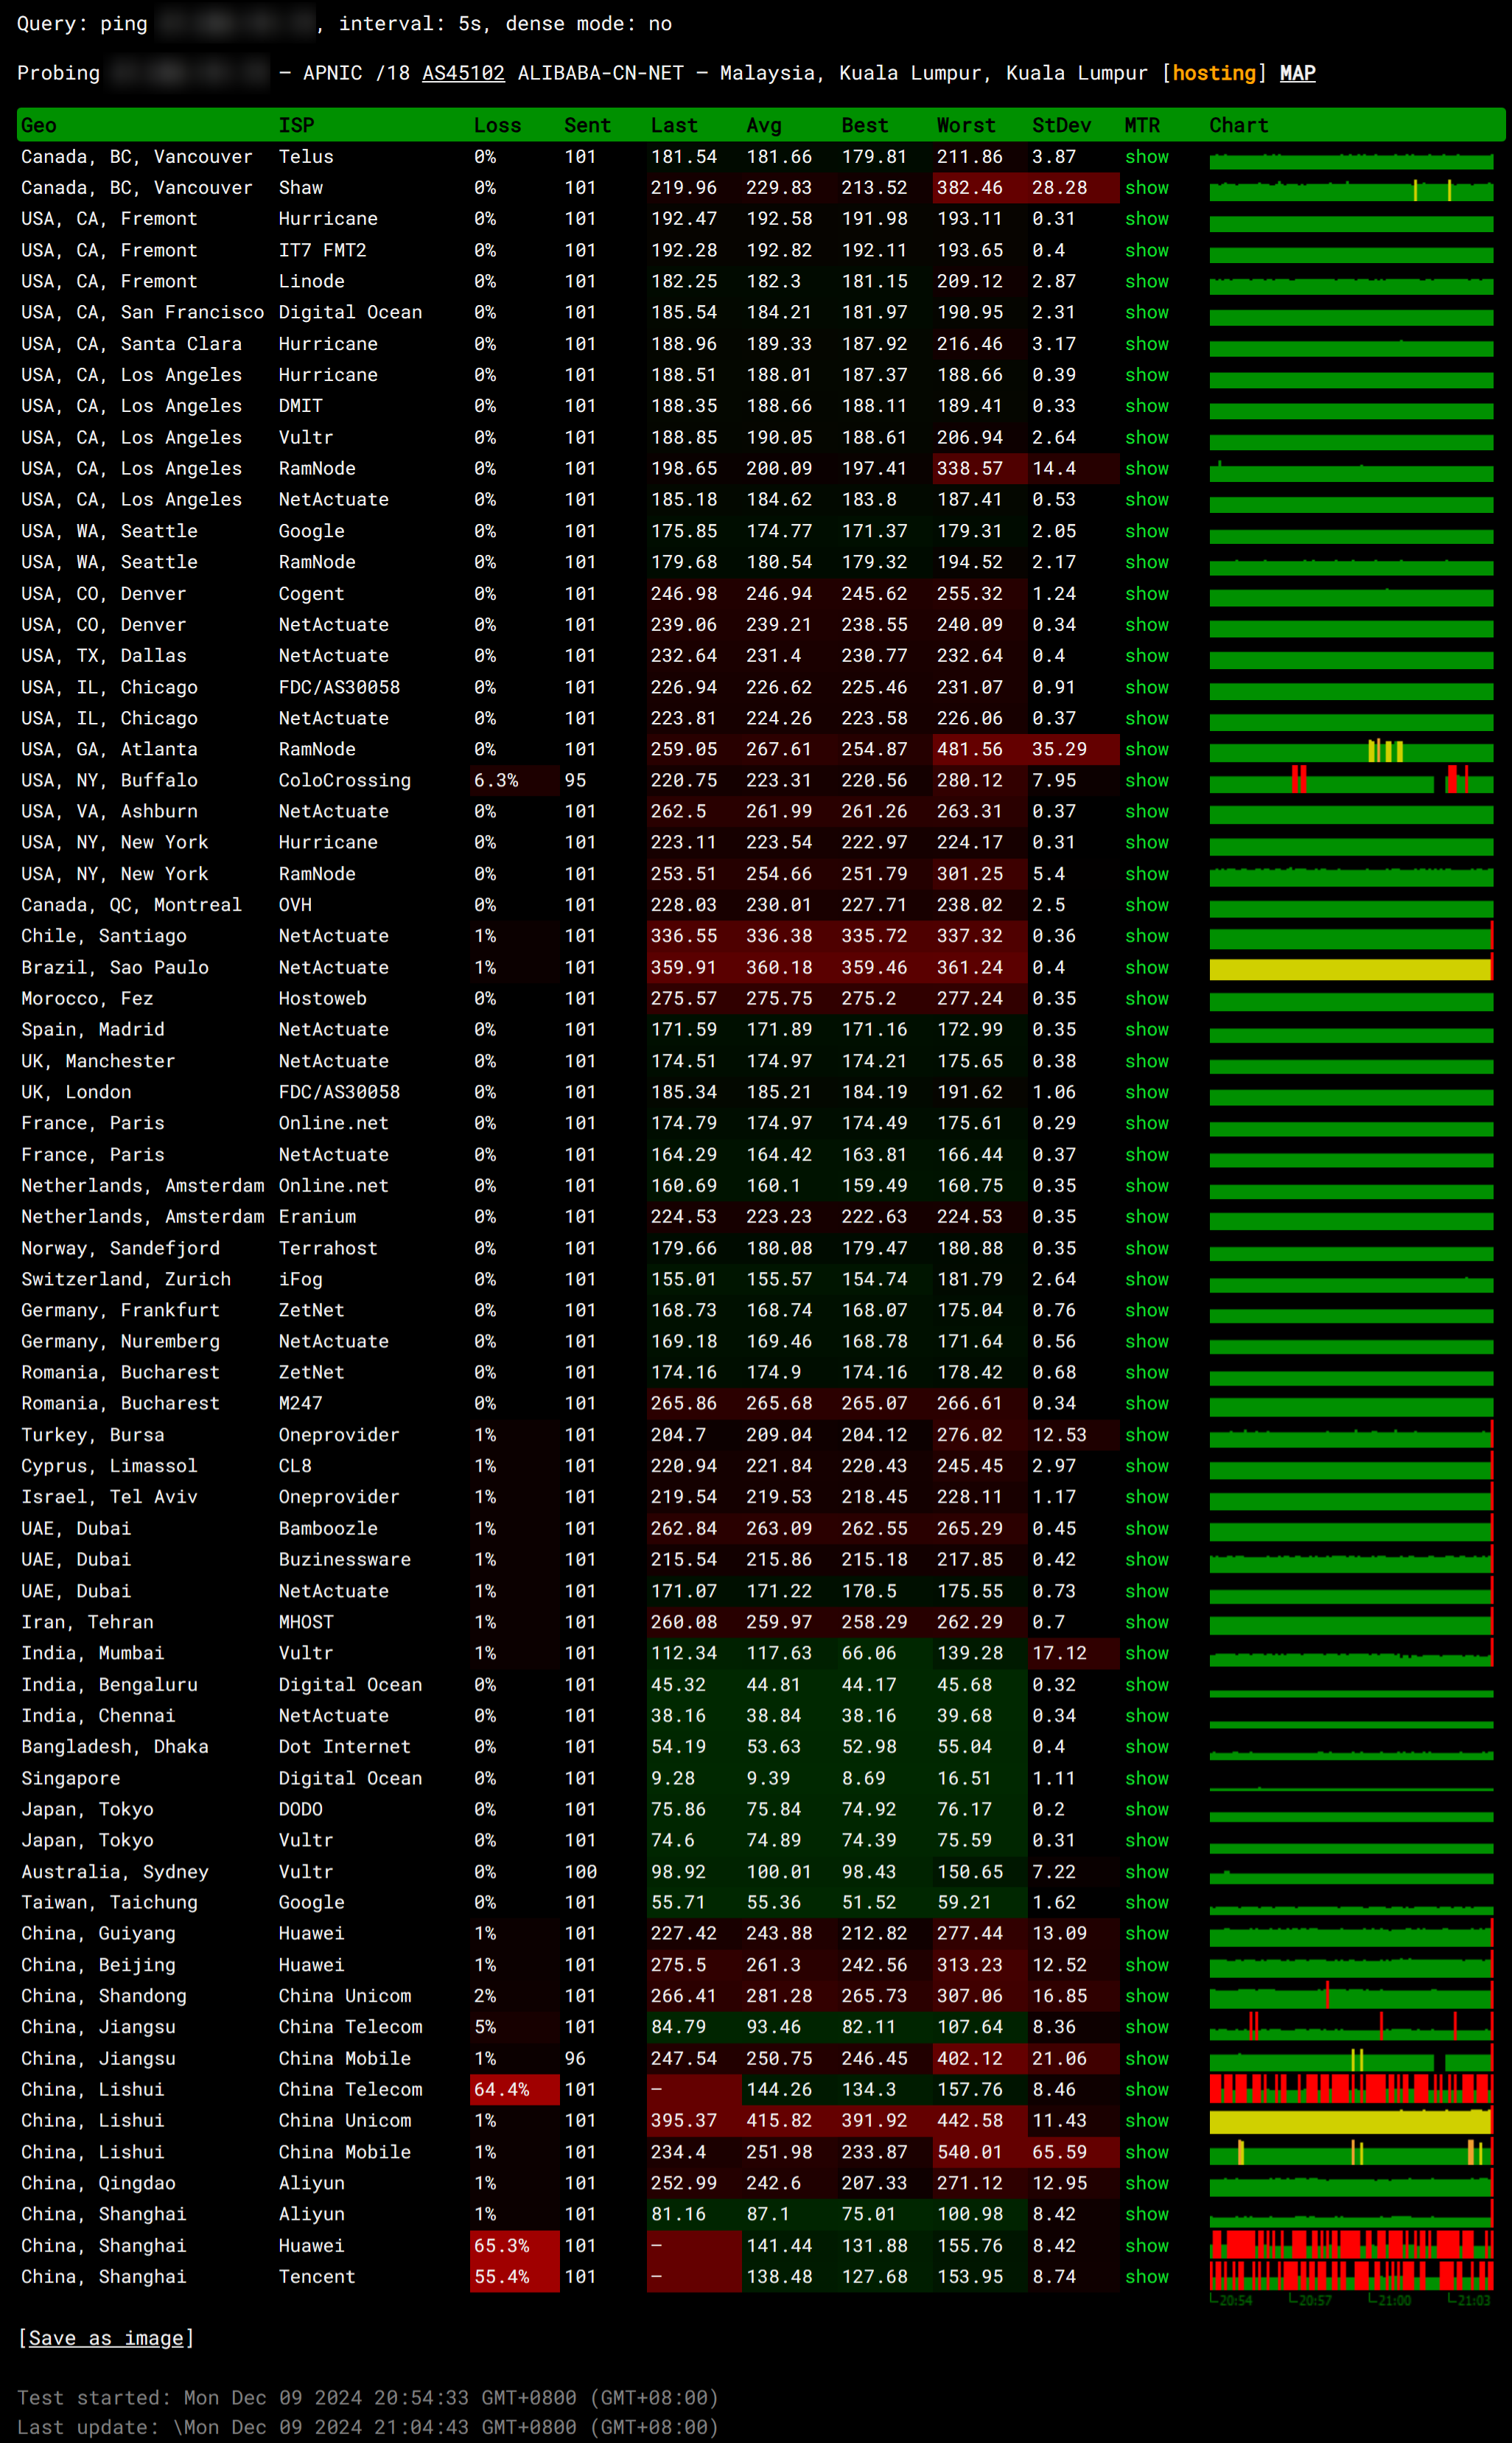 Query: ping , interval: 5s, dense mode: no
Probing — APNIC /18 AS45102 ALIBABA-CN-NET — Malaysia, Kuala Lumpur, Kuala Lumpur [hosting] MAP
Geo ISP Loss Sent Last Avg Best Worst StDev MTR Chart
Canada, BC, Vancouver Telus 0% 101 181.54 181.66 179.81 211.86 3.87 show
Canada, BC, Vancouver Shaw 0% 101 219.96 229.83 213.52 382.46 28.28 show
USA, CA, Fremont Hurricane 0% 101 192.47 192.58 191.98 193.11 0.31 show
USA, CA, Fremont IT7 FMT2 0% 101 192.28 192.82 192.11 193.65 0.4 show
USA, CA, Fremont Linode 0% 101 182.25 182.3 181.15 209.12 2.87 show
USA, CA, San Francisco Digital Ocean 0% 101 185.54 184.21 181.97 190.95 2.31 show
USA, CA, Santa Clara Hurricane 0% 101 188.96 189.33 187.92 216.46 3.17 show
USA, CA, Los Angeles Hurricane 0% 101 188.51 188.01 187.37 188.66 0.39 show
USA, CA, Los Angeles DMIT 0% 101 188.35 188.66 188.11 189.41 0.33 show
USA, CA, Los Angeles Vultr 0% 101 188.85 190.05 188.61 206.94 2.64 show
USA, CA, Los Angeles RamNode 0% 101 198.65 200.09 197.41 338.57 14.4 show
USA, CA, Los Angeles NetActuate 0% 101 185.18 184.62 183.8 187.41 0.53 show
USA, WA, Seattle Google 0% 101 175.85 174.77 171.37 179.31 2.05 show
USA, WA, Seattle RamNode 0% 101 179.68 180.54 179.32 194.52 2.17 show
USA, CO, Denver Cogent 0% 101 246.98 246.94 245.62 255.32 1.24 show
USA, CO, Denver NetActuate 0% 101 239.06 239.21 238.55 240.09 0.34 show
USA, TX, Dallas NetActuate 0% 101 232.64 231.4 230.77 232.64 0.4 show
USA, IL, Chicago FDC/AS30058 0% 101 226.94 226.62 225.46 231.07 0.91 show
USA, IL, Chicago NetActuate 0% 101 223.81 224.26 223.58 226.06 0.37 show
USA, GA, Atlanta RamNode 0% 101 259.05 267.61 254.87 481.56 35.29 show
USA, NY, Buffalo ColoCrossing 6.3% 95 220.75 223.31 220.56 280.12 7.95 show
USA, VA, Ashburn NetActuate 0% 101 262.5 261.99 261.26 263.31 0.37 show
USA, NY, New York Hurricane 0% 101 223.11 223.54 222.97 224.17 0.31 show
USA, NY, New York RamNode 0% 101 253.51 254.66 251.79 301.25 5.4 show
Canada, QC, Montreal OVH 0% 101 228.03 230.01 227.71 238.02 2.5 show
Chile, Santiago NetActuate 1% 101 336.55 336.38 335.72 337.32 0.36 show
Brazil, Sao Paulo NetActuate 1% 101 359.91 360.18 359.46 361.24 0.4 show
Morocco, Fez Hostoweb 0% 101 275.57 275.75 275.2 277.24 0.35 show
Spain, Madrid NetActuate 0% 101 171.59 171.89 171.16 172.99 0.35 show
UK, Manchester NetActuate 0% 101 174.51 174.97 174.21 175.65 0.38 show
UK, London FDC/AS30058 0% 101 185.34 185.21 184.19 191.62 1.06 show
France, Paris Online.net 0% 101 174.79 174.97 174.49 175.61 0.29 show
France, Paris NetActuate 0% 101 164.29 164.42 163.81 166.44 0.37 show
Netherlands, Amsterdam Online.net 0% 101 160.69 160.1 159.49 160.75 0.35 show
Netherlands, Amsterdam Eranium 0% 101 224.53 223.23 222.63 224.53 0.35 show
Norway, Sandefjord Terrahost 0% 101 179.66 180.08 179.47 180.88 0.35 show
Switzerland, Zurich iFog 0% 101 155.01 155.57 154.74 181.79 2.64 show
Germany, Frankfurt ZetNet 0% 101 168.73 168.74 168.07 175.04 0.76 show
Germany, Nuremberg NetActuate 0% 101 169.18 169.46 168.78 171.64 0.56 show
Romania, Bucharest ZetNet 0% 101 174.16 174.9 174.16 178.42 0.68 show
Romania, Bucharest M247 0% 101 265.86 265.68 265.07 266.61 0.34 show
Turkey, Bursa Oneprovider 1% 101 204.7 209.04 204.12 276.02 12.53 show
Cyprus, Limassol CL8 1% 101 220.94 221.84 220.43 245.45 2.97 show
Israel, Tel Aviv Oneprovider 1% 101 219.54 219.53 218.45 228.11 1.17 show
UAE, Dubai Bamboozle 1% 101 262.84 263.09 262.55 265.29 0.45 show
UAE, Dubai Buzinessware 1% 101 215.54 215.86 215.18 217.85 0.42 show
UAE, Dubai NetActuate 1% 101 171.07 171.22 170.5 175.55 0.73 show
Iran, Tehran MHOST 1% 101 260.08 259.97 258.29 262.29 0.7 show
India, Mumbai Vultr 1% 101 112.34 117.63 66.06 139.28 17.12 show
India, Bengaluru Digital Ocean 0% 101 45.32 44.81 44.17 45.68 0.32 show
India, Chennai NetActuate 0% 101 38.16 38.84 38.16 39.68 0.34 show
Bangladesh, Dhaka Dot Internet 0% 101 54.19 53.63 52.98 55.04 0.4 show
Singapore Digital Ocean 0% 101 9.28 9.39 8.69 16.51 1.11 show
Japan, Tokyo DODO 0% 101 75.86 75.84 74.92 76.17 0.2 show
Japan, Tokyo Vultr 0% 101 74.6 74.89 74.39 75.59 0.31 show
Australia, Sydney Vultr 0% 100 98.92 100.01 98.43 150.65 7.22 show
Taiwan, Taichung Google 0% 101 55.71 55.36 51.52 59.21 1.62 show
China, Guiyang Huawei 1% 101 227.42 243.88 212.82 277.44 13.09 show
China, Beijing Huawei 1% 101 275.5 261.3 242.56 313.23 12.52 show
China, Shandong China Unicom 2% 101 266.41 281.28 265.73 307.06 16.85 show
China, Jiangsu China Telecom 5% 101 84.79 93.46 82.11 107.64 8.36 show
China, Jiangsu China Mobile 1% 96 247.54 250.75 246.45 402.12 21.06 show
China, Lishui China Telecom 64.4% 101 — 144.26 134.3 157.76 8.46 show
China, Lishui China Unicom 1% 101 395.37 415.82 391.92 442.58 11.43 show
China, Lishui China Mobile 1% 101 234.4 251.98 233.87 540.01 65.59 show
China, Qingdao Aliyun 1% 101 252.99 242.6 207.33 271.12 12.95 show
China, Shanghai Aliyun 1% 101 81.16 87.1 75.01 100.98 8.42 show
China, Shanghai Huawei 65.3% 101 — 141.44 131.88 155.76 8.42 show
China, Shanghai Tencent 55.4% 101 — 138.48 127.68 153.95 8.74 show
20:54 20:57 21:00 21:03
[Save as image]
Test started: Mon Dec 09 2024 20:54:33 GMT+0800 (GMT+08:00)
Last update: \Mon Dec 09 2024 21:04:43 GMT+0800 (GMT+08:00)